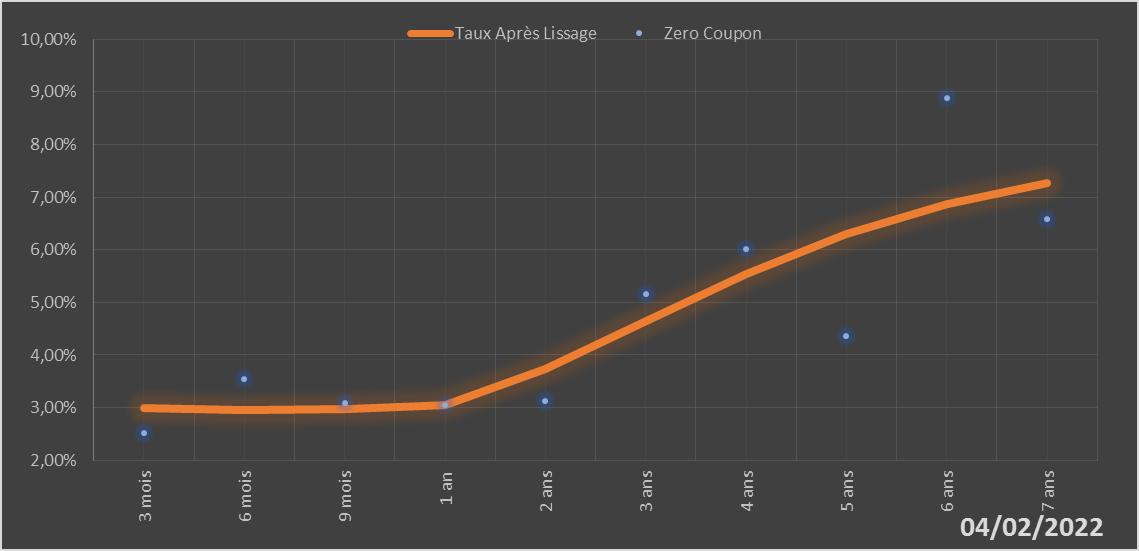 Taux Après Lissage
Zero Coupon
10,00%
9,00%
8,00%
7,00%
6,00%
5,00%
4,00%
3,00%
2,00%
3 mois
6 mois
9 mois
1 an
2 ans
3 ans
4 ans
5 ans
6 ans
7 ans
04/02/2022